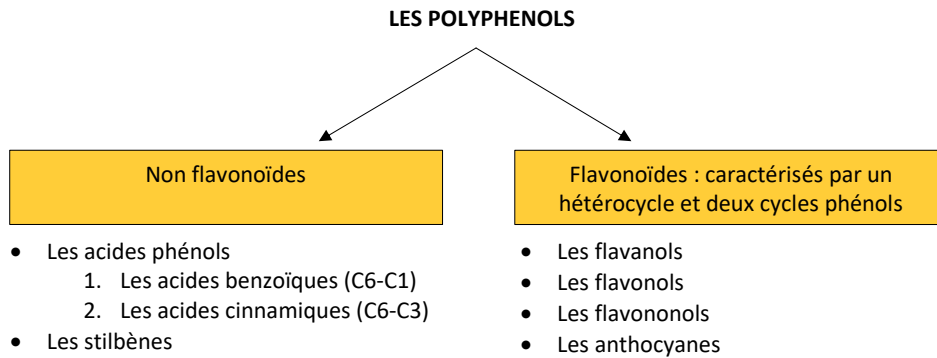 LES POLYPHENOLS
Non flavonoïdes
• Les acides phénols
1. Les acides benzoïques (C6-C1)
2. Les acides cinnamiques (C6-C3)
• Les stilbènes
Flavonoïdes : caractérisés par un
hétérocycle et deux cycles phénols
• Les flavanols
• Les flavonols
• Les flavononols
• Les anthocyanes